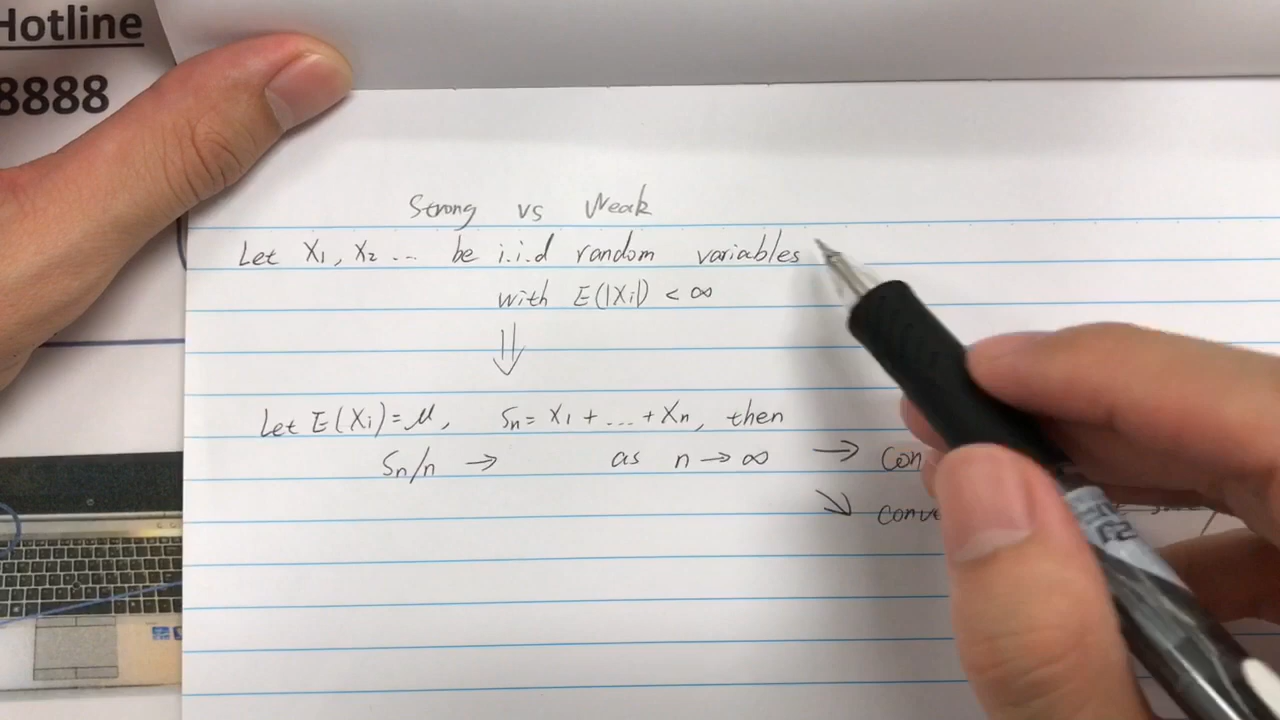 Hotline
8888
Strong vs Weak
Let X₁, X₂ ... be i.i.d random variables
with E(|Xi|) < ∞
⇓
Let E(Xi) = μ, Sn = X₁ + ... + Xn, then
Sn/n → as n → ∞ → con
↘ conve